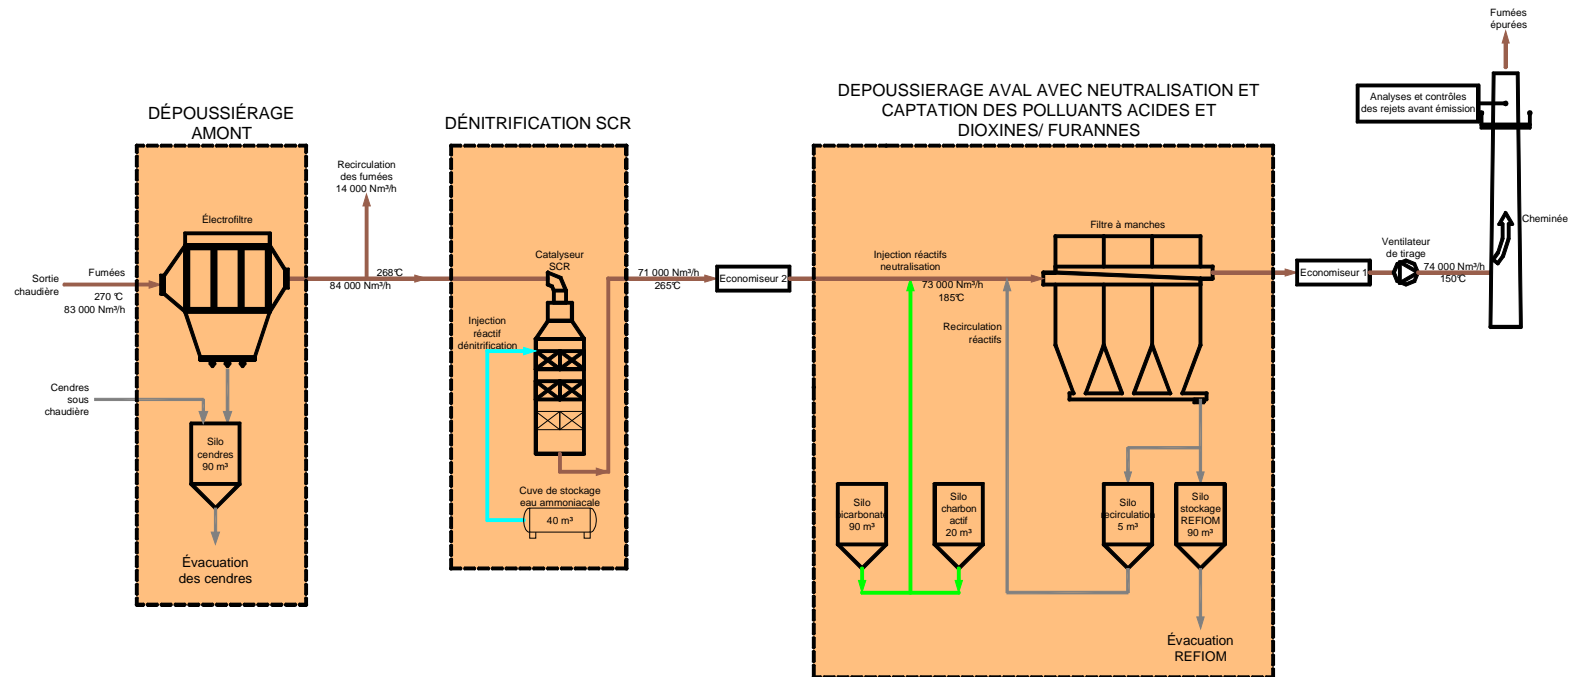 Fumées
épurées
Analyses et contrôles
des rejets avant émission
Cheminée
DÉPOUSSIÉRAGE
AMONT
Électrofiltre
Sortie
chaudière
Fumées
270 °C
83 000 Nm³/h
Cendres
sous
chaudière
Silo
cendres
90 m³
Évacuation
des cendres
Recirculation
des fumées
14 000 Nm³/h
268°C
84 000 Nm³/h
DÉNITRIFICATION SCR
Catalyseur
SCR
Injection
réactif
dénitrification
Cuve de stockage
eau ammoniacale
40 m³
71 000 Nm³/h
265°C
Economiseur 2
DEPOUSSIERAGE AVAL AVEC NEUTRALISATION ET
CAPTATION DES POLLUANTS ACIDES ET
DIOXINES/ FURANNES
Injection réactifs
neutralisation
73 000 Nm³/h
185°C
Filtre à manches
Recirculation
réactifs
Silo
bicarbonate
90 m³
Silo
charbon
actif
20 m³
Silo
recirculation
5 m³
Silo
stockage
REFIOM
90 m³
Évacuation
REFIOM
Economiseur 1
Ventilateur
de tirage
74 000 Nm³/h
150°C